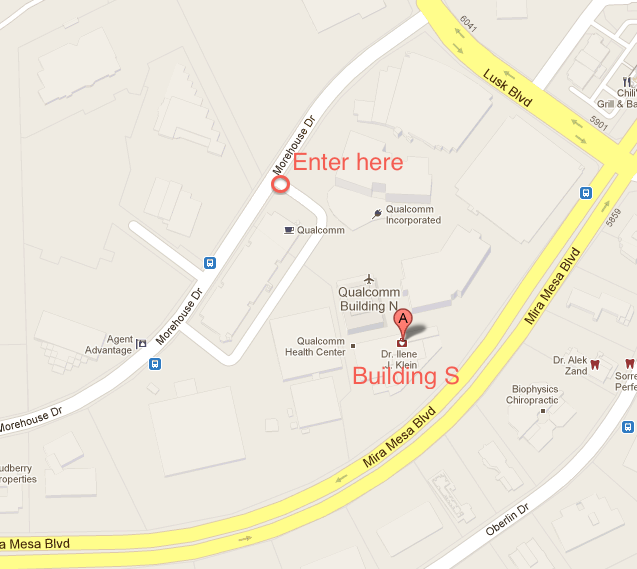 6041
Lusk Blvd
Chili'
Grill & Ba
5901
Morehouse Dr
Enter here
Qualcomm
Incorporated
5859
Qualcomm
Mira Mesa Blvd
Qualcomm
Building N
Morehouse Dr
A
Agent
Advantage
Qualcomm
Health Center
Dr. Ilene
J. Klein
Building S
Dr. Alek
Zand
Sorre
Perfe
Biophysics
Chiropractic
Morehouse Dr
Mira Mesa Blvd
udberry
roperties
Oberlin Dr
a Mesa Blvd